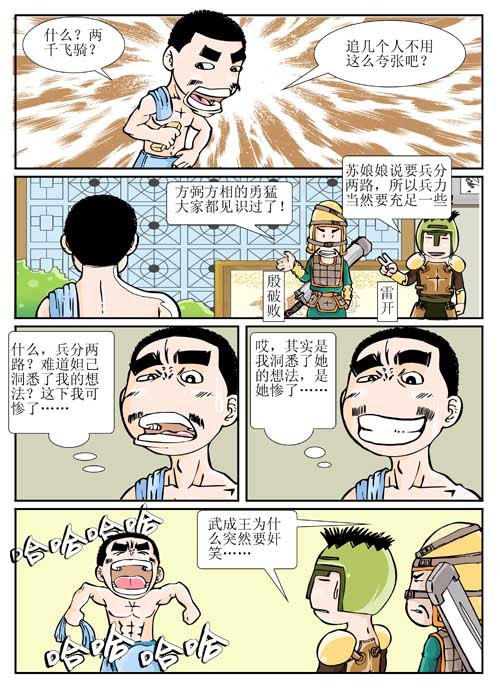 什么？两
千飞骑？
追几个人不用
这么夸张吧？
方弼方相的勇猛
大家都见识过了！
苏娘娘说要兵分
两路，所以兵力
当然要充足一些
殷破败
雷开
什么，兵分两
路？难道妲己
洞悉了我的想
法？这下我可
惨了……
哎，其实是
我洞悉了她
的想法，是
她惨了……
哈哈哈哈
武成王为什
么突然要奸
笑……
哈哈哈哈